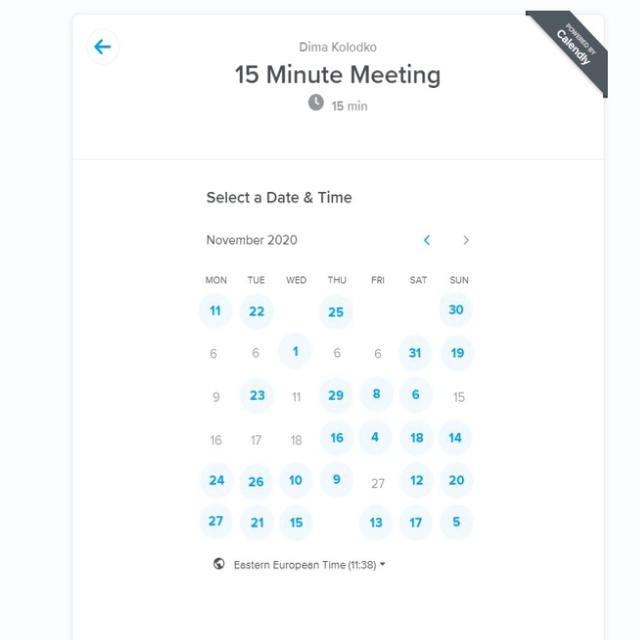 Dima Kolodko
15 Minute Meeting
15 min
POWERED BY
Calendly
Select a Date & Time
November 2020
MON TUE WED THU FRI SAT SUN
11 22 25 30
6 6 1 6 6 31 19
9 23 11 29 8 6 15
16 17 18 16 4 18 14
24 26 10 9 27 12 20
27 21 15 13 17 5
Eastern European Time (11:38)